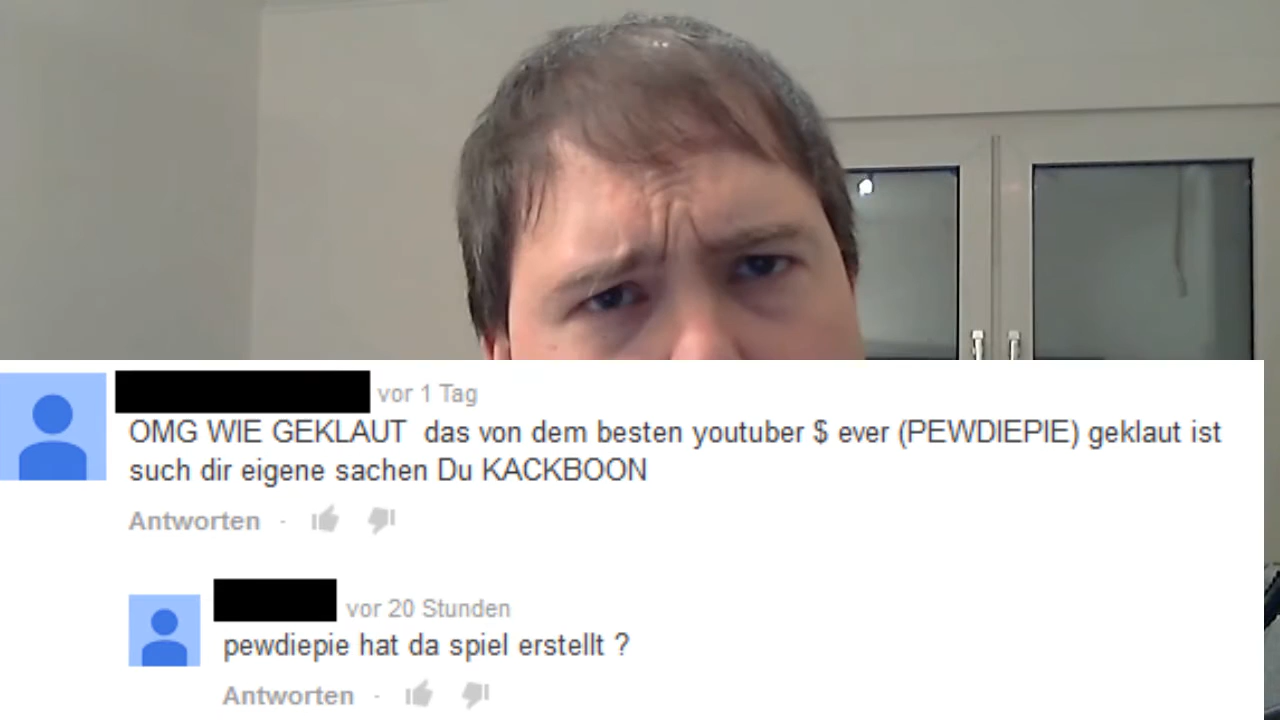 vor 1 Tag
OMG WIE GEKLAUT das von dem besten youtuber $ ever (PEWDIEPIE) geklaut ist
such dir eigene sachen Du KACKBOON
Antworten ·
vor 20 Stunden
pewdiepie hat da spiel erstellt ?
Antworten ·